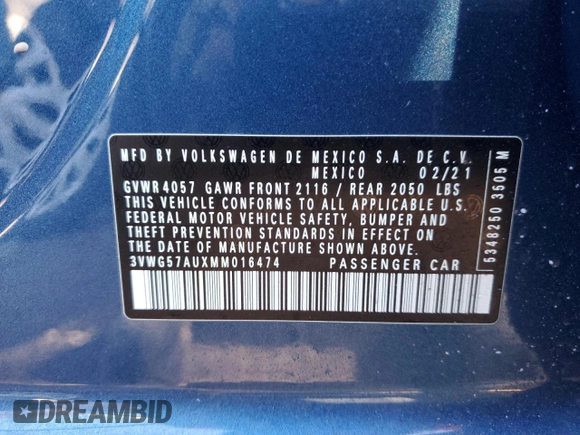 MFD BY VOLKSWAGEN DE MEXICO S.A. DE C.V.
MEXICO 02/21
GVWR 4057 GAWR FRONT 2116 / REAR 2050 LBS
THIS VEHICLE CONFORMS TO ALL APPLICABLE U.S.
FEDERAL MOTOR VEHICLE SAFETY, BUMPER AND
THEFT PREVENTION STANDARDS IN EFFECT ON
THE DATE OF MANUFACTURE SHOWN ABOVE.
3VWG57AUXMM016474 PASSENGER CAR
5348250 3505 M
DREAMBID